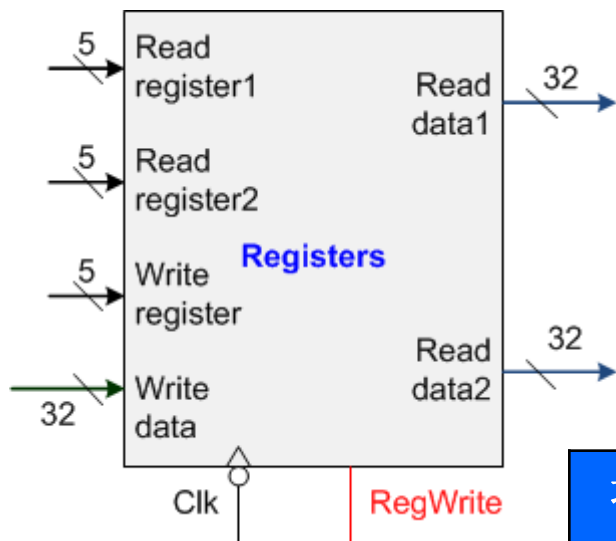 5
Read
register1
32
Read
data1
5
Read
register2
Registers
5
Write
register
32
Read
data2
32
Write
data
Clk
RegWrite